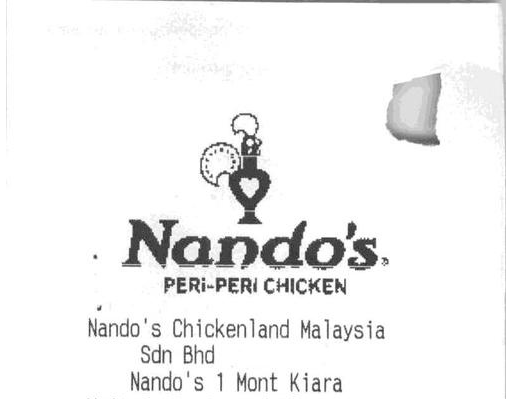 Nando's
PERi-PERi CHICKEN
Nando's Chickenland Malaysia
Sdn Bhd
Nando's 1 Mont Kiara